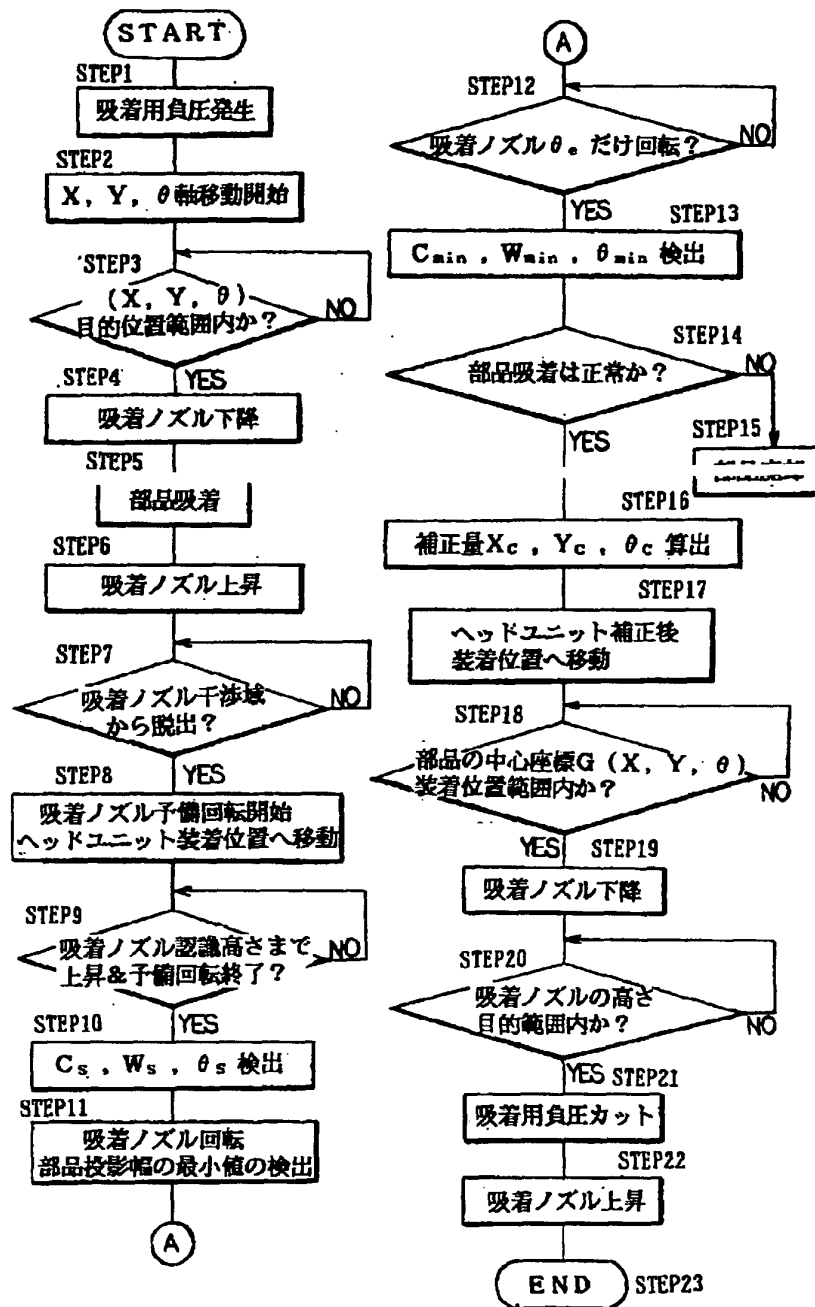 START
STEP1
吸着用負圧発生
STEP2
X, Y, θ軸移動開始
STEP3
(X, Y, θ)
目的位置範囲内か?
NO
YES
STEP4
吸着ノズル下降
STEP5
部品吸着
STEP6
吸着ノズル上昇
STEP7
吸着ノズル干渉域
から脱出?
NO
YES
STEP8
吸着ノズル予備回転開始
ヘッドユニット装着位置へ移動
STEP9
吸着ノズル認識高さまで
上昇&予備回転終了?
NO
YES
STEP10
Cs, Ws, θs 検出
STEP11
吸着ノズル回転
部品投影幅の最小値の検出
A
A
STEP12
吸着ノズルθe だけ回転?
NO
YES
STEP13
Cmin, Wmin, θmin 検出
STEP14
部品吸着は正常か?
NO
YES
STEP15
STEP16
補正量Xc, Yc, θc 算出
STEP17
ヘッドユニット補正後
装着位置へ移動
STEP18
部品の中心座標G (X, Y, θ)
装着位置範囲内か?
NO
YES
STEP19
吸着ノズル下降
STEP20
吸着ノズルの高さ
目的範囲内か?
NO
YES
STEP21
吸着用負圧カット
STEP22
吸着ノズル上昇
END
STEP23